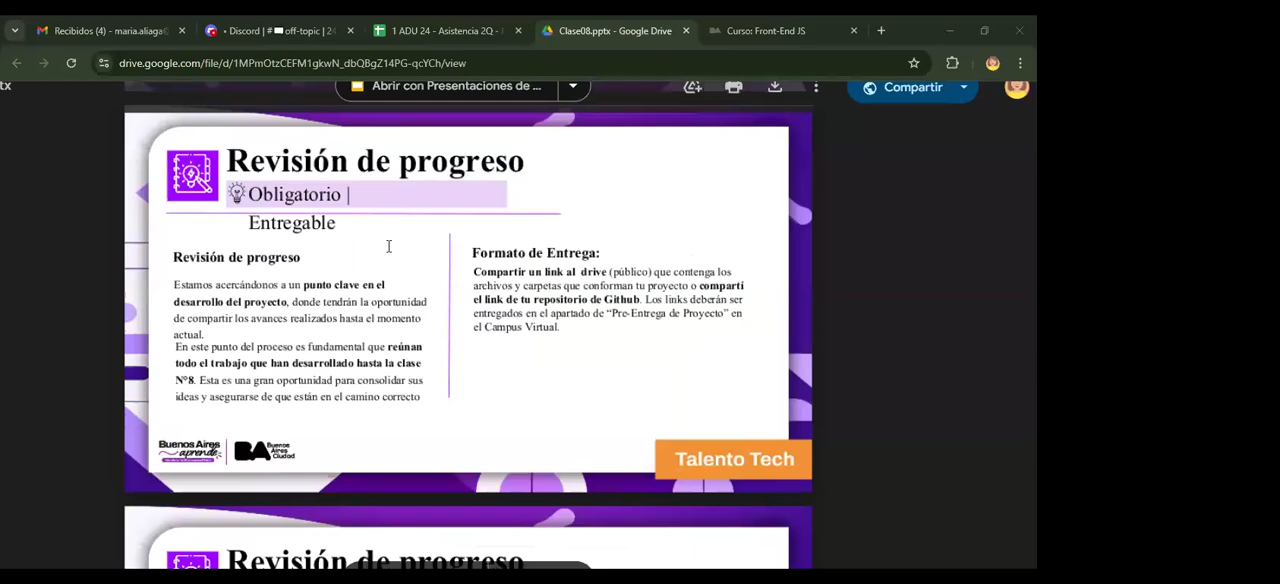 Recibidos (4) - maria.aliaga
• Discord | #off-topic | 24
1 ADU 24 - Asistencia 2Q -
Clase08.pptx - Google Drive
Curso: Front-End JS
drive.google.com/file/d/1MPmOtzCEFM1gkwN_dbQBgZ14PG-qcYCh/view
tx
Abrir con Presentaciones de ...
Compartir
Revisión de progreso
Obligatorio |
Entregable
Revisión de progreso
Estamos acercándonos a un punto clave en el
desarrollo del proyecto, donde tendrán la oportunidad
de compartir los avances realizados hasta el momento
actual.
En este punto del proceso es fundamental que reúnan
todo el trabajo que han desarrollado hasta la clase
N°8. Esta es una gran oportunidad para consolidar sus
ideas y asegurarse de que están en el camino correcto
Formato de Entrega:
Compartir un link al drive (público) que contenga los
archivos y carpetas que conforman tu proyecto o compartí
el link de tu repositorio de Github. Los links deberán ser
entregados en el apartado de “Pre-Entrega de Proyecto” en
el Campus Virtual.
Buenos Aires
aprende
BA Buenos
Aires
Ciudad
Talento Tech
Revisión de progreso